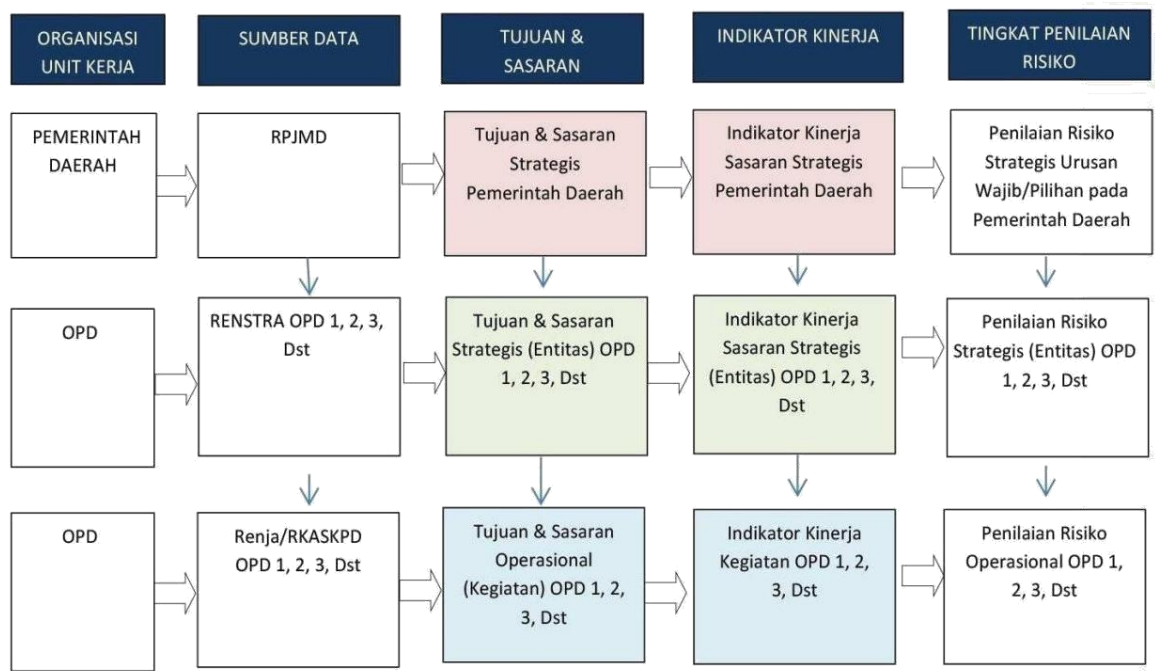 ORGANISASI
UNIT KERJA
SUMBER DATA
TUJUAN &
SASARAN
INDIKATOR KINERJA
TINGKAT PENILAIAN
RISIKO
PEMERINTAH
DAERAH
RPJMD
Tujuan & Sasaran
Strategis
Pemerintah Daerah
Indikator Kinerja
Sasaran Strategis
Pemerintah Daerah
Penilaian Risiko
Strategis Urusan
Wajib/Pilihan pada
Pemerintah Daerah
OPD
RENSTRA OPD 1, 2, 3,
Dst
Tujuan & Sasaran
Strategis (Entitas) OPD
1, 2, 3, Dst
Indikator Kinerja
Sasaran Strategis
(Entitas) OPD 1, 2, 3,
Dst
Penilaian Risiko
Strategis (Entitas) OPD
1, 2, 3, Dst
OPD
Renja/RKASKPD
OPD 1, 2, 3, Dst
Tujuan & Sasaran
Operasional
(Kegiatan) OPD 1, 2,
3, Dst
Indikator Kinerja
Kegiatan OPD 1, 2,
3, Dst
Penilaian Risiko
Operasional OPD 1,
2, 3, Dst